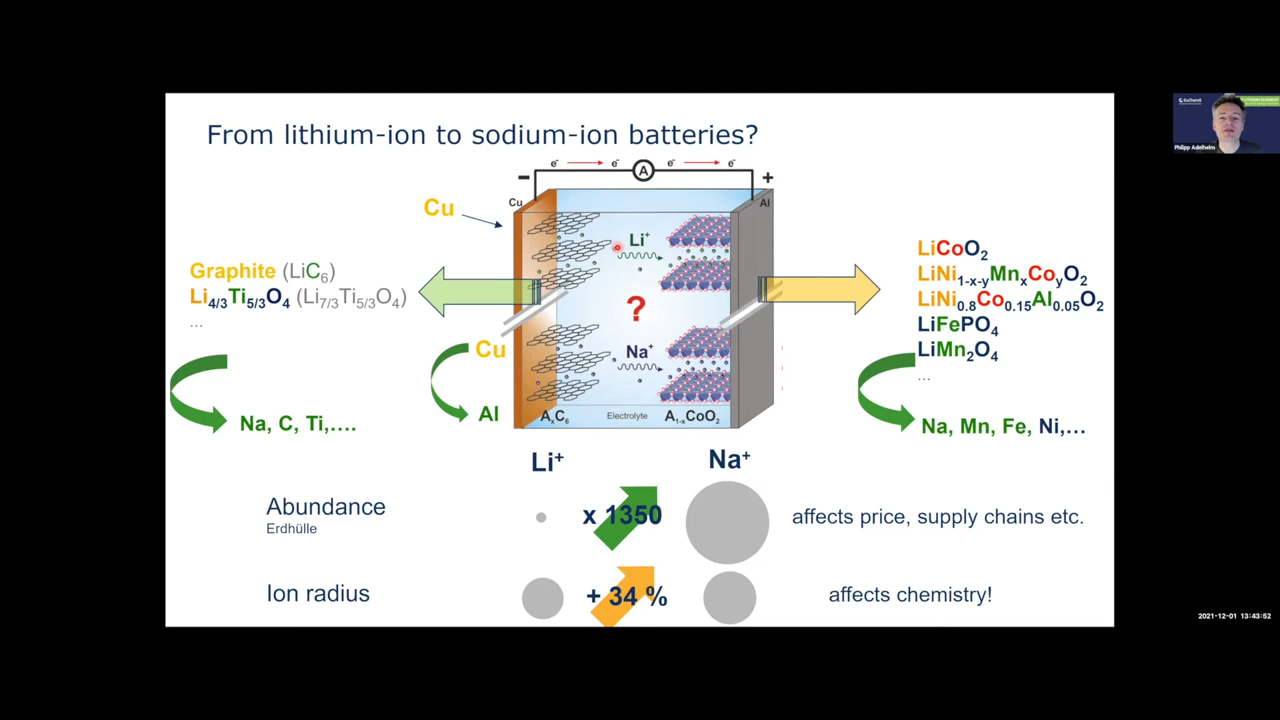 From lithium-ion to sodium-ion batteries?
e- e- A e- e-
− +
Cu Al
Cu
Li+
Graphite (LiC6)
Li4/3Ti5/3O4 (Li7/3Ti5/3O4)
...
LiCoO2
LiNi1-x-yMnxCoyO2
LiNi0.8Co0.15Al0.05O2
LiFePO4
LiMn2O4
...
?
Cu
Na+
Al
AxC6 Electrolyte A1-xCoO2
Na, C, Ti,....
Na, Mn, Fe, Ni,...
Li+ Na+
Abundance
Erdhülle
x 1350
affects price, supply chains etc.
Ion radius
+ 34 %
affects chemistry!
EuChemS
Philipp Adelhelm
2021-12-01 13:43:52